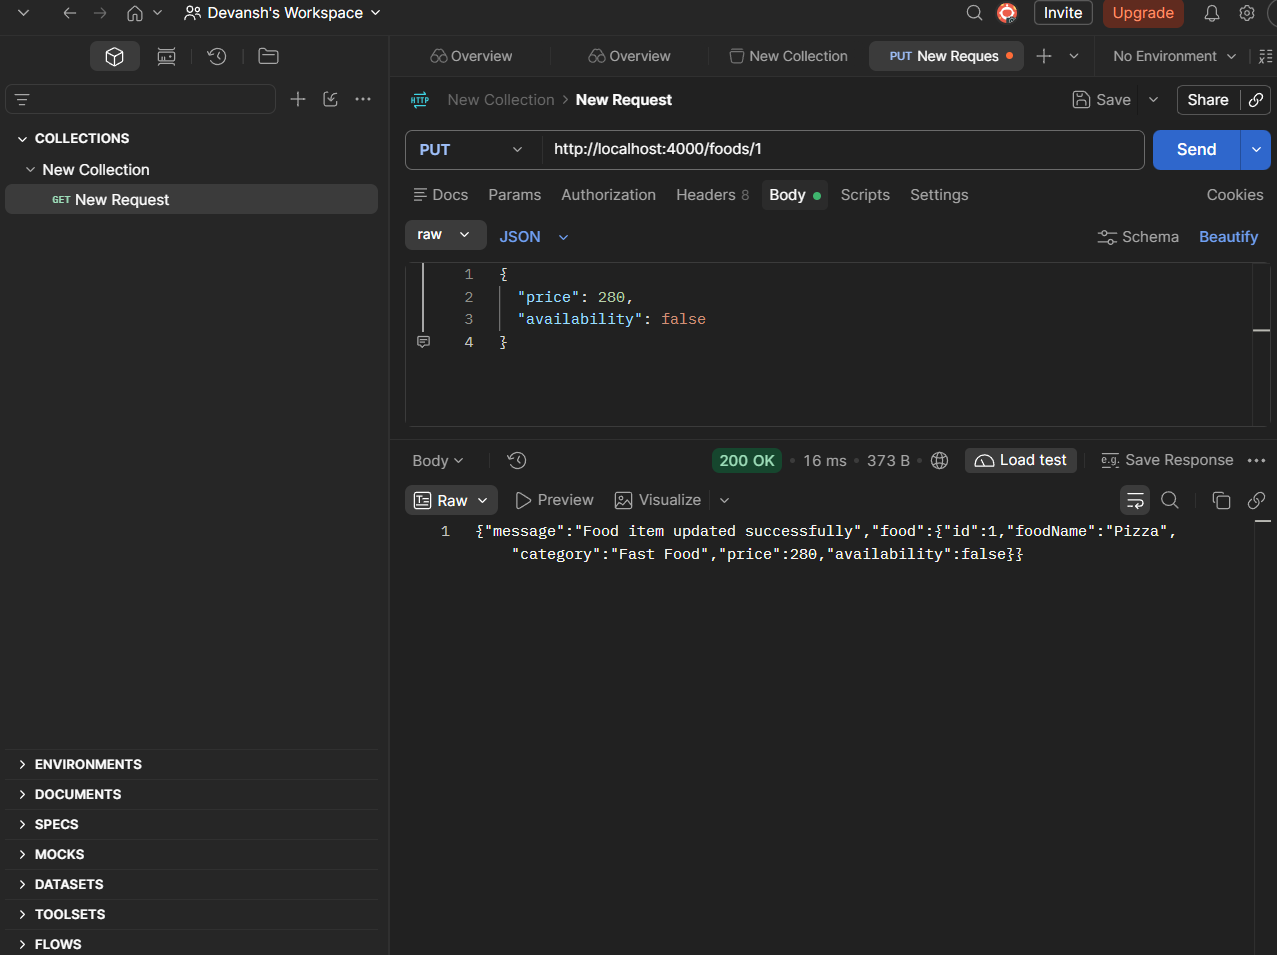 Devansh's Workspace
Invite
Upgrade
Overview
Overview
New Collection
PUT New Reques
No Environment
COLLECTIONS
New Collection
GET New Request
HTTP New Collection > New Request
Save
Share
PUT
http://localhost:4000/foods/1
Send
Docs
Params
Authorization
Headers 8
Body
Scripts
Settings
Cookies
raw
JSON
Schema
Beautify
1 {
2 "price": 280,
3 "availability": false
4 }
Body
200 OK
16 ms
373 B
Load test
e.g. Save Response
Raw
Preview
Visualize
1 {"message":"Food item updated successfully","food":{"id":1,"foodName":"Pizza",
"category":"Fast Food","price":280,"availability":false}}
ENVIRONMENTS
DOCUMENTS
SPECS
MOCKS
DATASETS
TOOLSETS
FLOWS